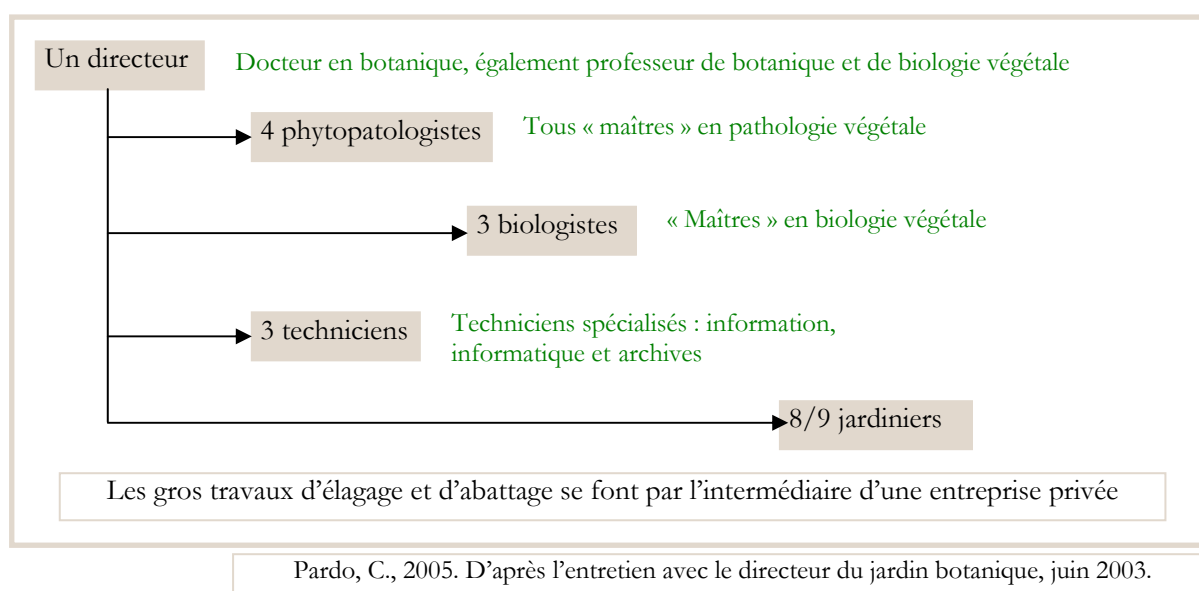 Un directeur
Docteur en botanique, également professeur de botanique et de biologie végétale
4 phytopatologistes
Tous « maîtres » en pathologie végétale
3 biologistes
« Maîtres » en biologie végétale
3 techniciens
Techniciens spécialisés : information,
informatique et archives
8/9 jardiniers
Les gros travaux d'élagage et d'abattage se font par l'intermédiaire d'une entreprise privée
Pardo, C., 2005. D'après l'entretien avec le directeur du jardin botanique, juin 2003.